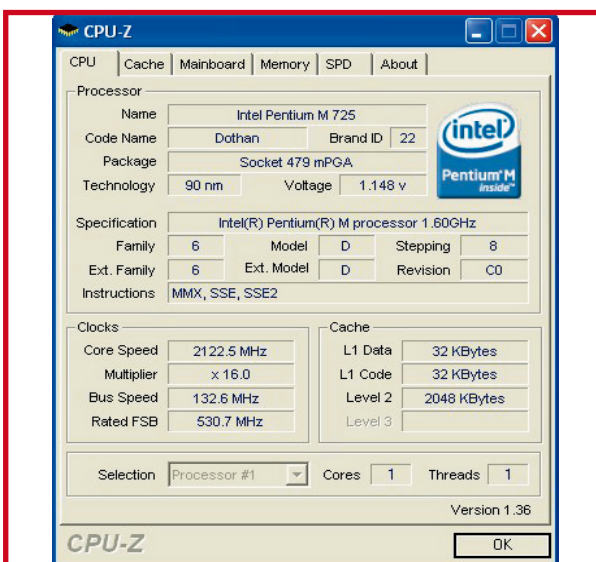 CPU-Z
CPU Cache Mainboard Memory SPD About
Processor
Name Intel Pentium M 725
Code Name Dothan Brand ID 22
Package Socket 479 mPGA
Technology 90 nm Voltage 1.148 v
intel
Pentium M
inside™
Specification Intel(R) Pentium(R) M processor 1.60GHz
Family 6 Model D Stepping 8
Ext. Family 6 Ext. Model D Revision C0
Instructions MMX, SSE, SSE2
Clocks
Core Speed 2122.5 MHz
Multiplier x 16.0
Bus Speed 132.6 MHz
Rated FSB 530.7 MHz
Cache
L1 Data 32 KBytes
L1 Code 32 KBytes
Level 2 2048 KBytes
Level 3
Selection Processor #1 Cores 1 Threads 1
Version 1.36
CPU-Z OK